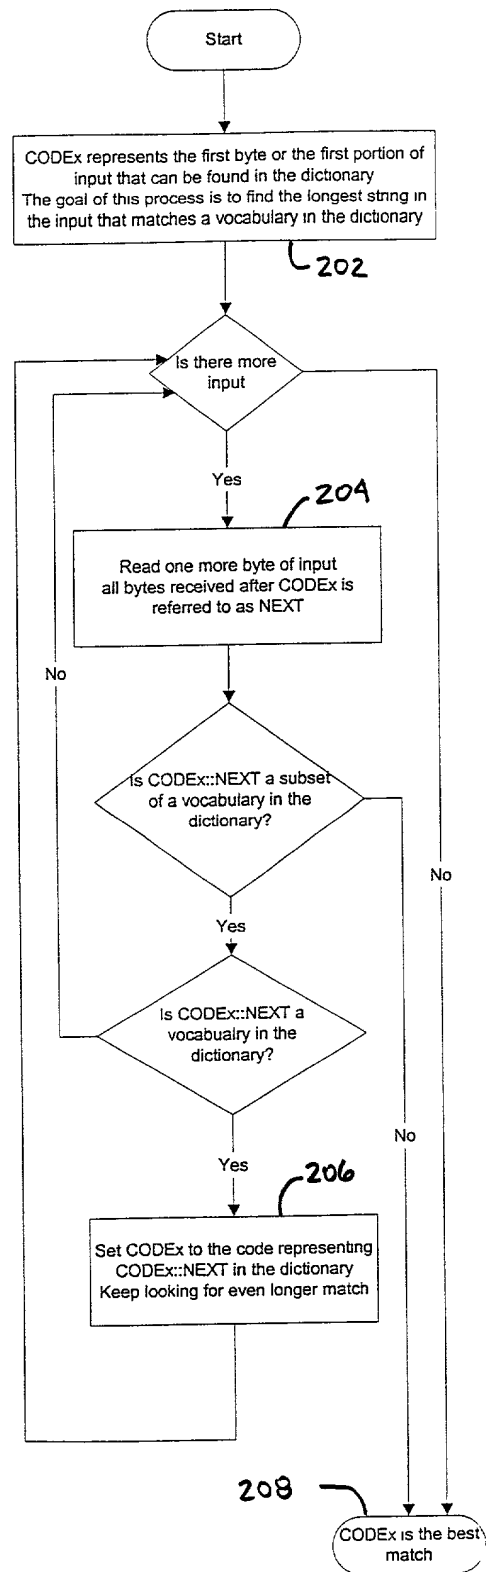 Start
CODEx represents the first byte or the first portion of
input that can be found in the dictionary
The goal of this process is to find the longest string in
the input that matches a vocabulary in the dictionary
202
Is there more
input
Yes
204
Read one more byte of input
all bytes received after CODEx is
referred to as NEXT
No
Is CODEx::NEXT a subset
of a vocabulary in the
dictionary?
No
Yes
Is CODEx::NEXT a
vocabualry in the
dictionary?
No
Yes
206
Set CODEx to the code representing
CODEx::NEXT in the dictionary
Keep looking for even longer match
208
CODEx is the best
match